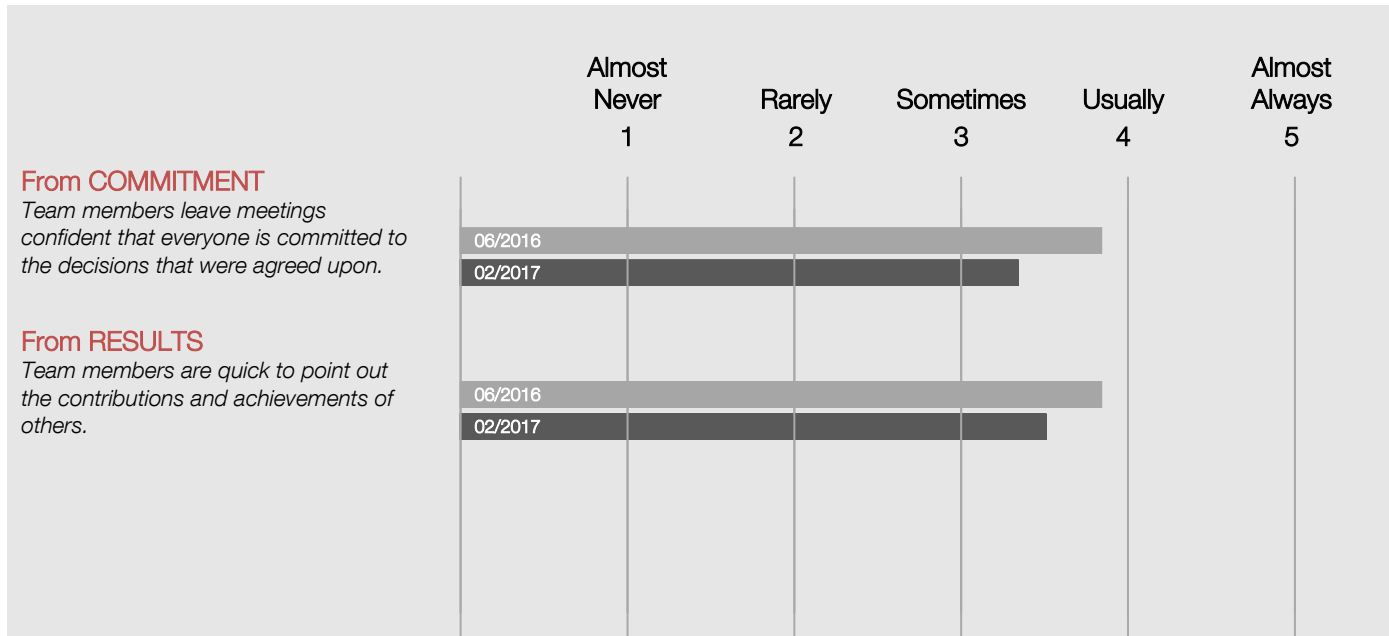 Almost
Never
1
Rarely
2
Sometimes
3
Usually
4
Almost
Always
5
From COMMITMENT
Team members leave meetings
confident that everyone is committed to
the decisions that were agreed upon.
06/2016
02/2017
From RESULTS
Team members are quick to point out
the contributions and achievements of
others.
06/2016
02/2017